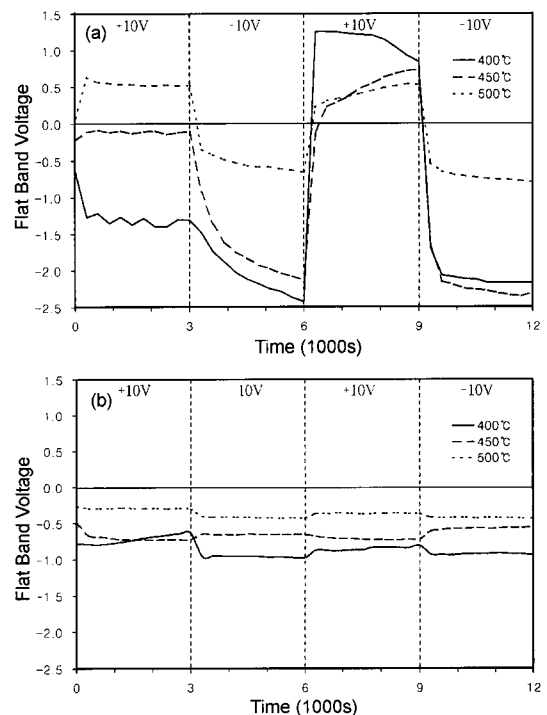 (a)
+10V -10V +10V -10V
400℃
450℃
500℃
1.5
1.0
0.5
0.0
-0.5
-1.0
-1.5
-2.0
-2.5
Flat Band Voltage
0 3 6 9 12
Time (1000s)
(b)
+10V 10V +10V -10V
400℃
450℃
500℃
1.5
1.0
0.5
0.0
-0.5
-1.0
-1.5
-2.0
-2.5
Flat Band Voltage
0 3 6 9 12
Time (1000s)